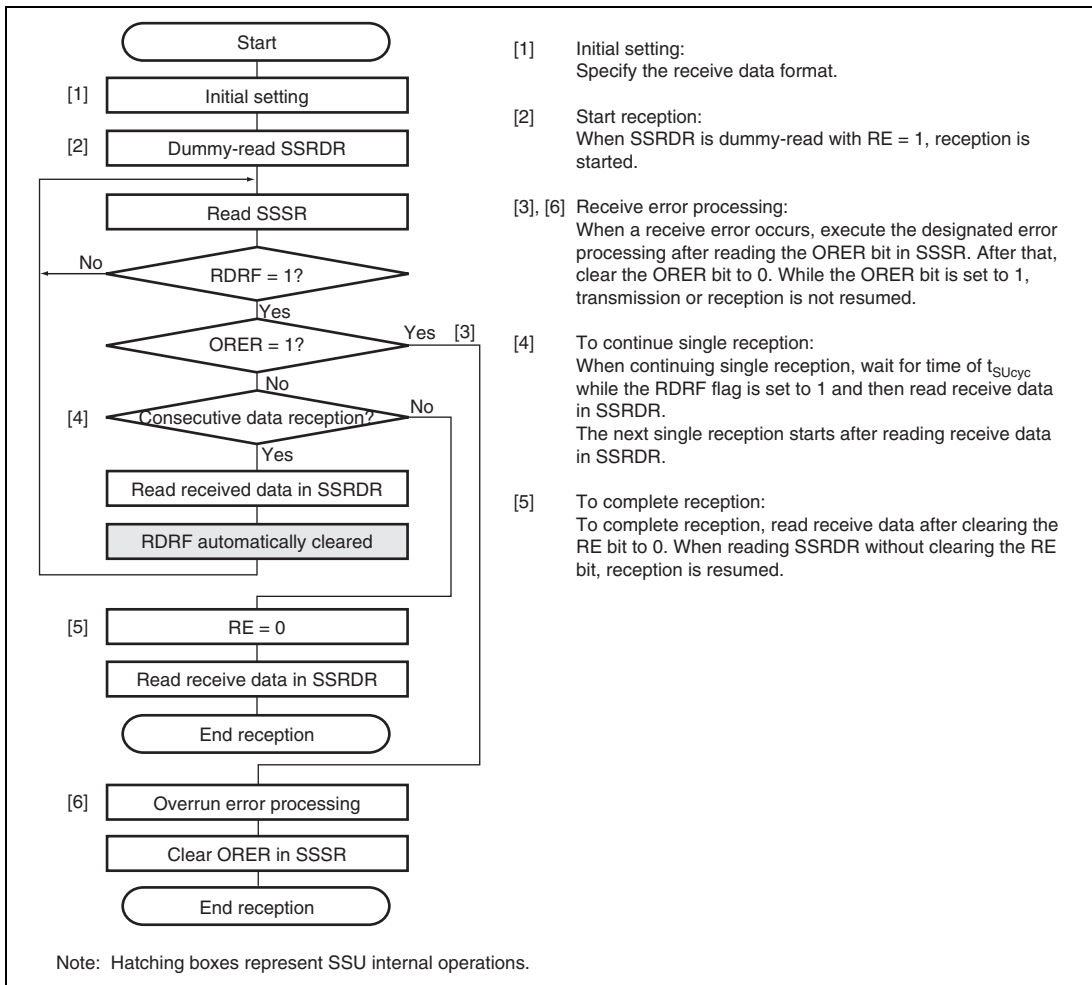 Start
[1] Initial setting
[2] Dummy-read SSRDR
Read SSSR
No
RDRF = 1?
Yes
ORER = 1?
Yes [3]
No
[4] Consecutive data reception?
No
Yes
Read received data in SSRDR
RDRF automatically cleared
[5] RE = 0
Read receive data in SSRDR
End reception
[6] Overrun error processing
Clear ORER in SSSR
End reception
[1] Initial setting:
Specify the receive data format.
[2] Start reception:
When SSRDR is dummy-read with RE = 1, reception is
started.
[3], [6] Receive error processing:
When a receive error occurs, execute the designated error
processing after reading the ORER bit in SSSR. After that,
clear the ORER bit to 0. While the ORER bit is set to 1,
transmission or reception is not resumed.
[4] To continue single reception:
When continuing single reception, wait for time of tSUcyc
while the RDRF flag is set to 1 and then read receive data
in SSRDR.
The next single reception starts after reading receive data
in SSRDR.
[5] To complete reception:
To complete reception, read receive data after clearing the
RE bit to 0. When reading SSRDR without clearing the RE
bit, reception is resumed.
Note: Hatching boxes represent SSU internal operations.